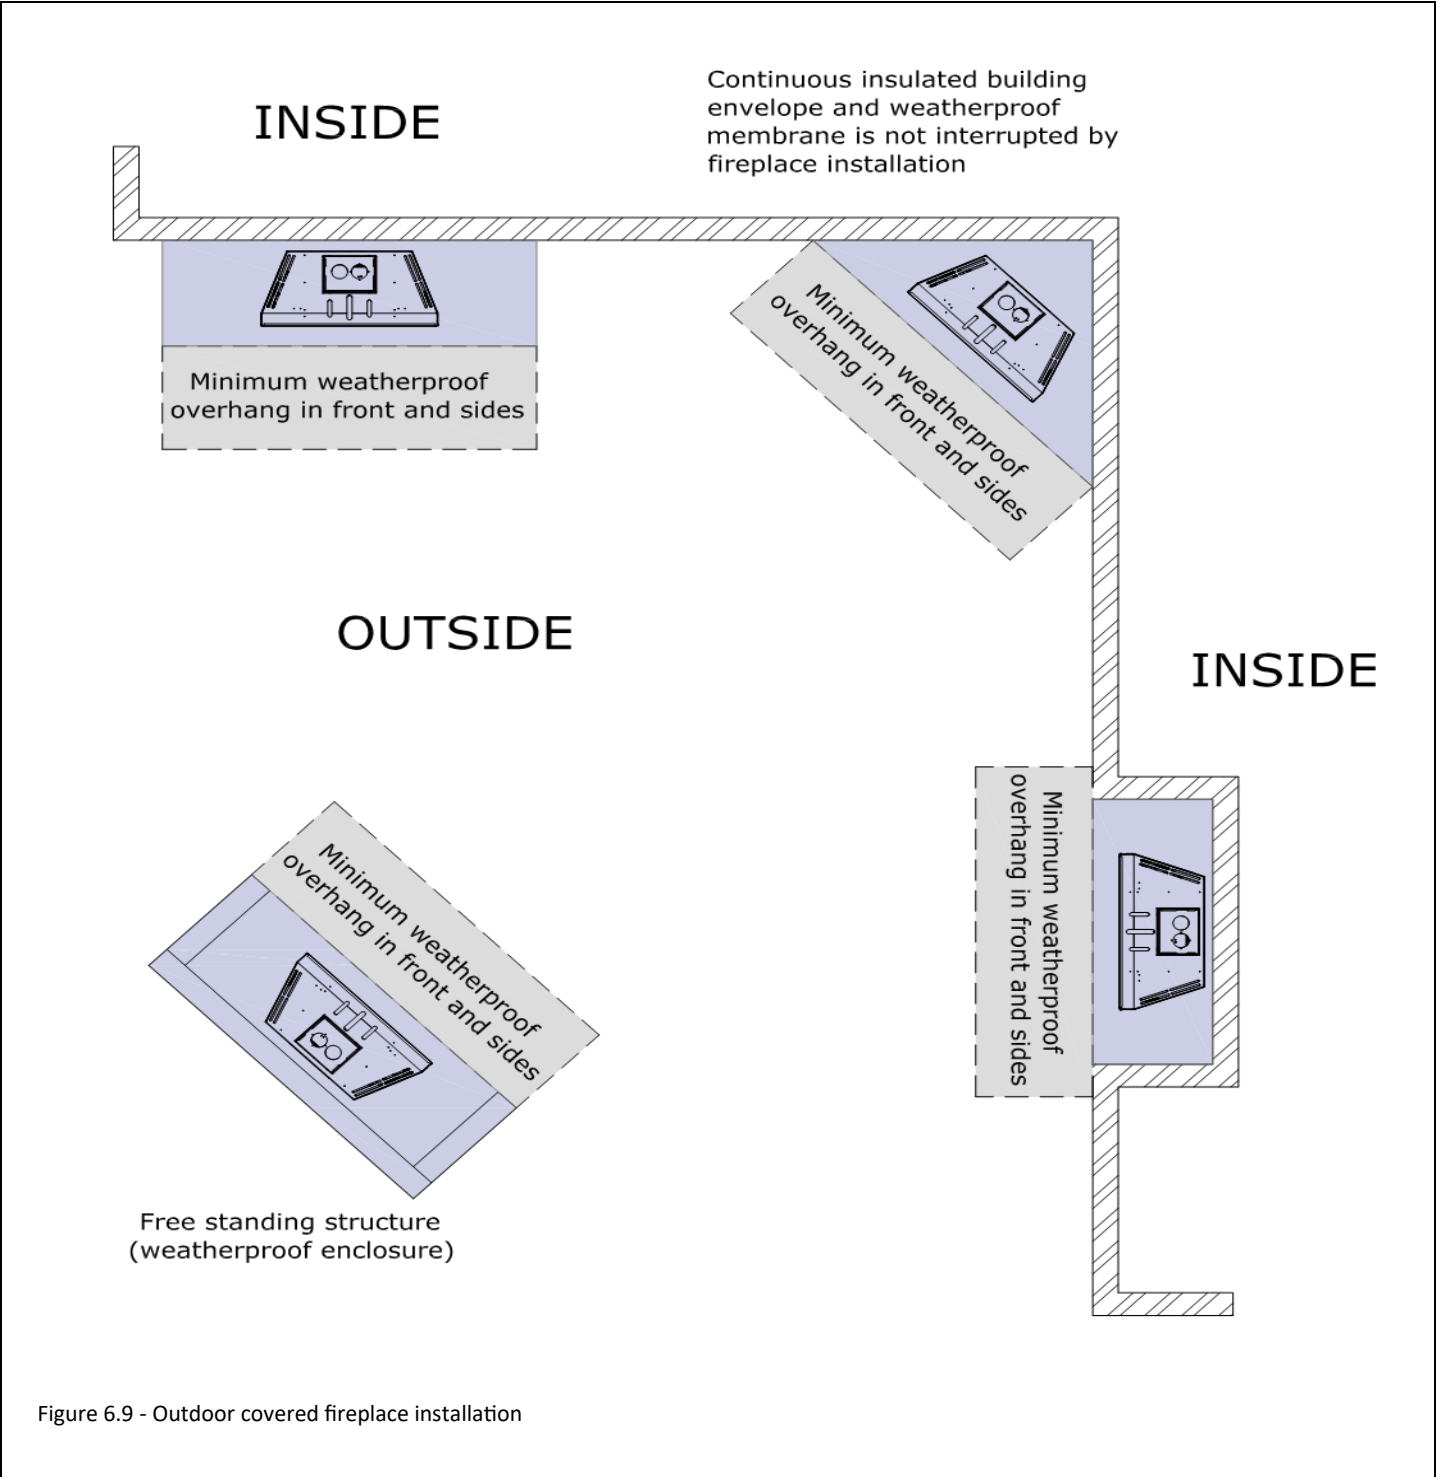 INSIDE
Continuous insulated building
envelope and weatherproof
membrane is not interrupted by
fireplace installation
Minimum weatherproof
overhang in front and sides
Minimum weatherproof
overhang in front and sides
OUTSIDE
INSIDE
Minimum weatherproof
overhang in front and sides
Minimum weatherproof
overhang in front and sides
Free standing structure
(weatherproof enclosure)
Figure 6.9 - Outdoor covered fireplace installation